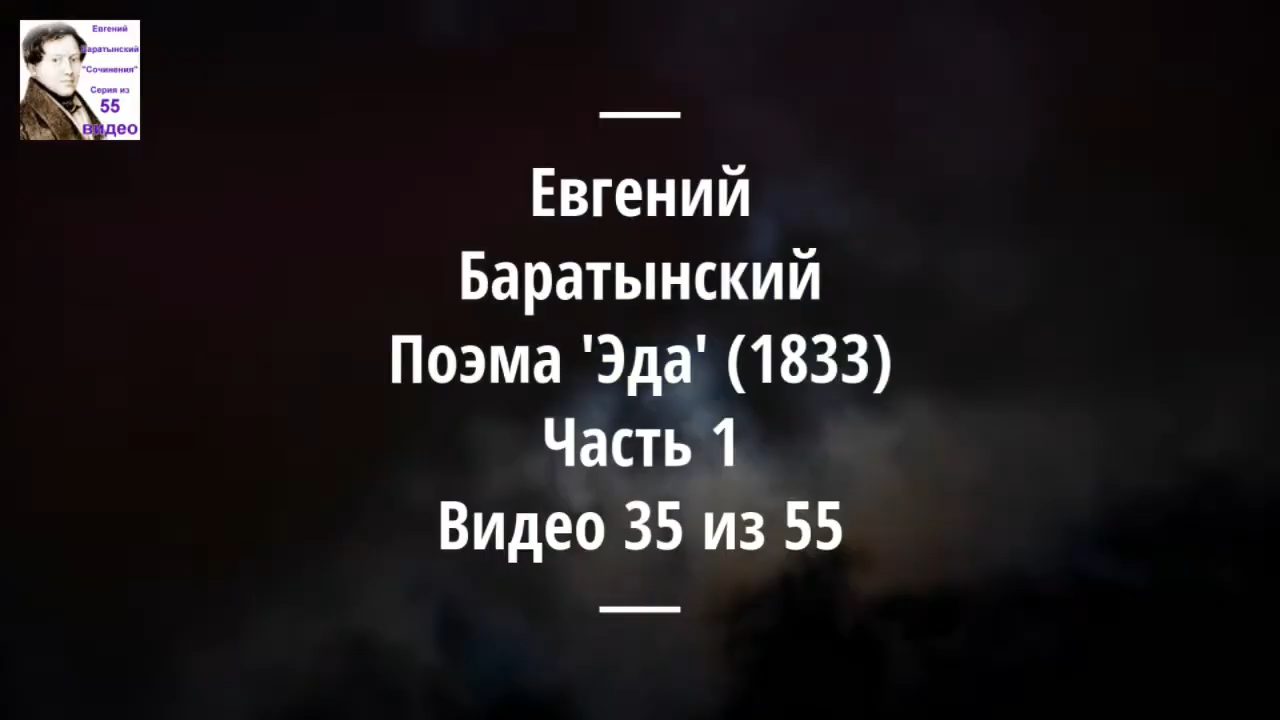 Евгений
Баратынский
"Сочинения"
Серия из
55
видео
Евгений
Баратынский
Поэма 'Эда' (1833)
Часть 1
Видео 35 из 55